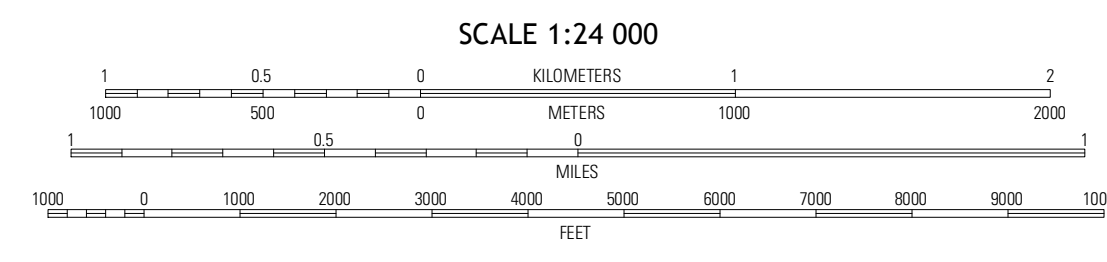 SCALE 1:24 000
1 0.5 0 KILOMETERS 1 2
1000 500 0 METERS 1000 2000
1 0.5 0 1
MILES
1000 0 1000 2000 3000 4000 5000 6000 7000 8000 9000 100
FEET